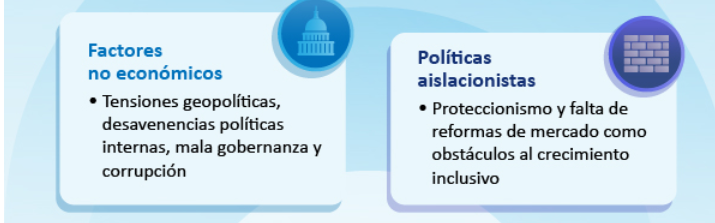 Factores
no económicos
• Tensiones geopolíticas,
desavenencias políticas
internas, mala gobernanza y
corrupción
Políticas
aislacionistas
• Proteccionismo y falta de
reformas de mercado como
obstáculos al crecimiento
inclusivo